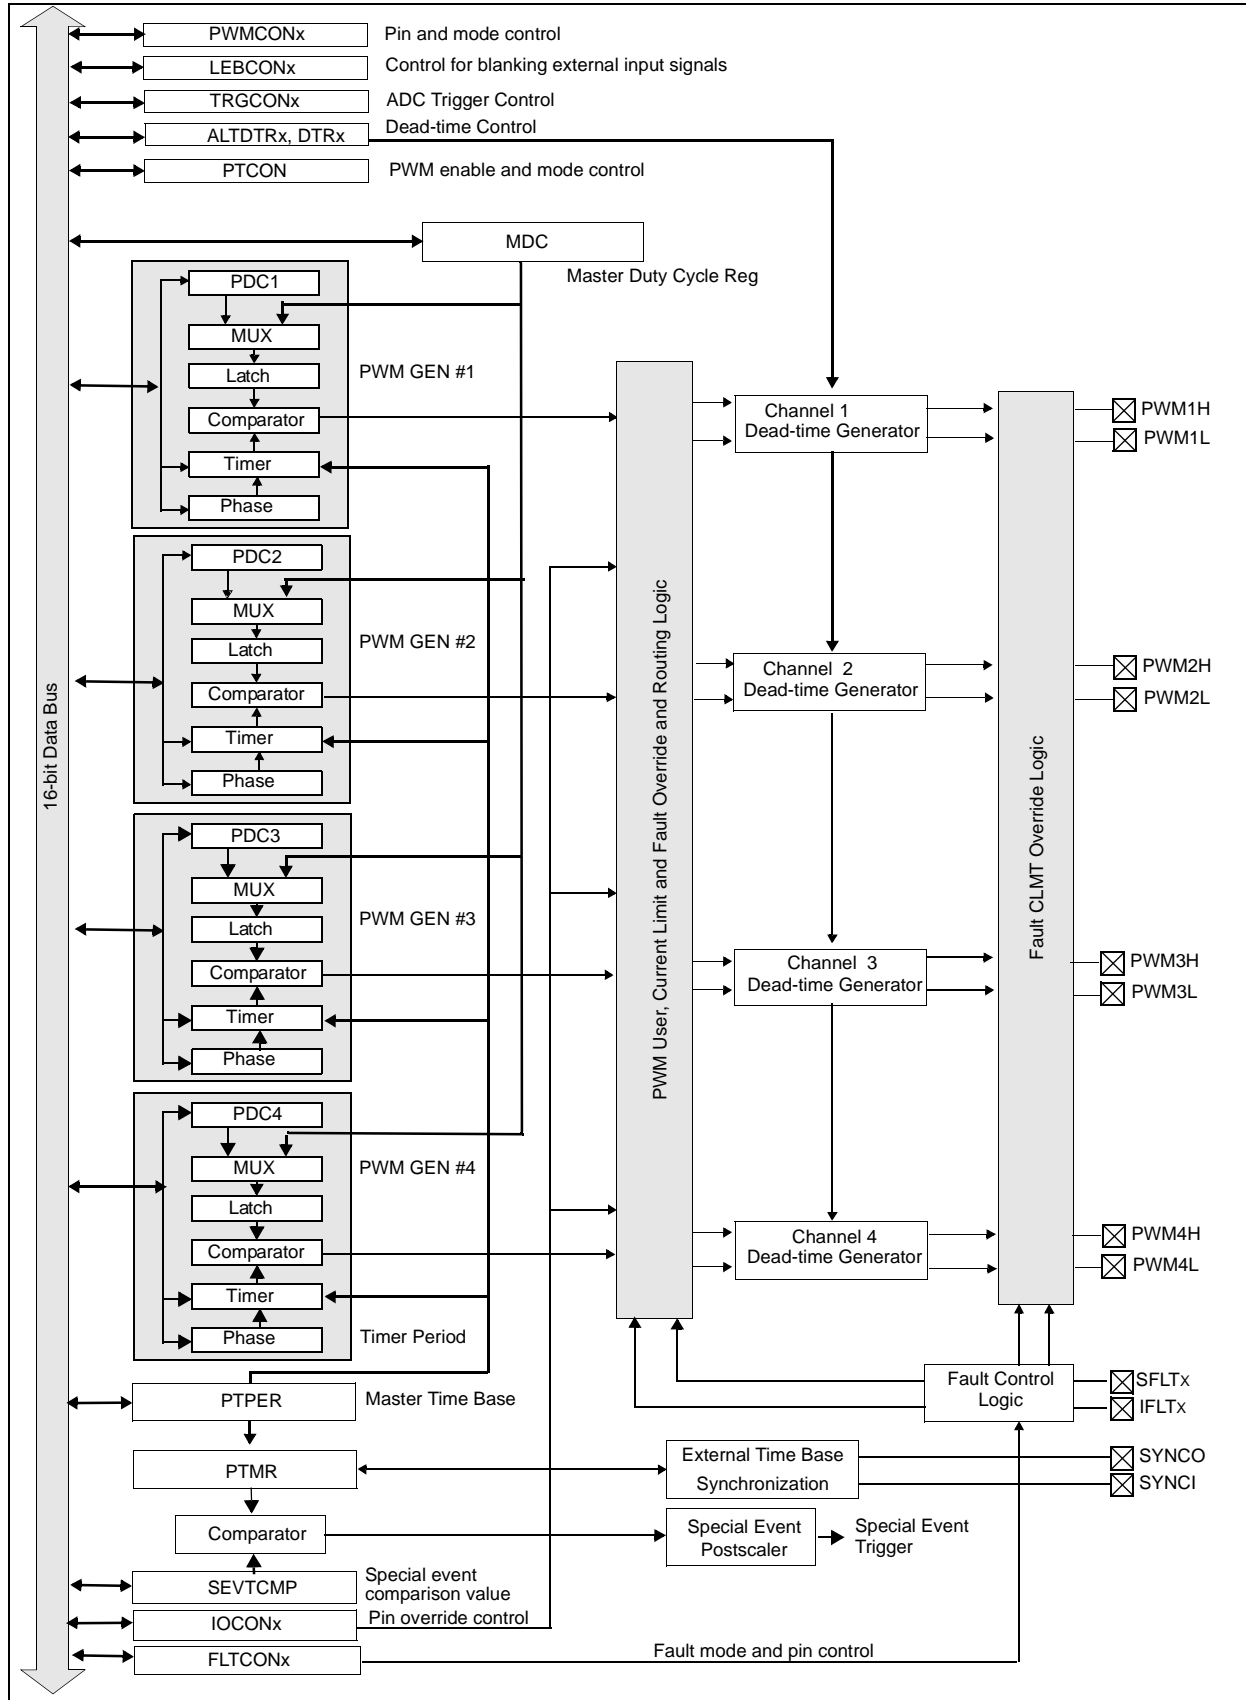 PWMCONx
Pin and mode control
LEBCONx
Control for blanking external input signals
TRGCONx
ADC Trigger Control
ALTDTRx, DTRx
Dead-time Control
PTCON
PWM enable and mode control
MDC
Master Duty Cycle Reg
16-bit Data Bus
PDC1
MUX
Latch
Comparator
Timer
Phase
PWM GEN #1
PDC2
MUX
Latch
Comparator
Timer
Phase
PWM GEN #2
PDC3
MUX
Latch
Comparator
Timer
Phase
PWM GEN #3
PDC4
MUX
Latch
Comparator
Timer
Phase
PWM GEN #4
Timer Period
PWM User, Current Limit and Fault Override and Routing Logic
Channel 1
Dead-time Generator
Channel 2
Dead-time Generator
Channel 3
Dead-time Generator
Channel 4
Dead-time Generator
Fault CLMT Override Logic
PWM1H
PWM1L
PWM2H
PWM2L
PWM3H
PWM3L
PWM4H
PWM4L
PTPER
Master Time Base
Fault Control
Logic
SFLTX
IFLTX
PTMR
External Time Base
Synchronization
SYNCO
SYNCI
Comparator
Special Event
Postscaler
Special Event
Trigger
SEVTCMP
Special event
comparison value
IOCONx
Pin override control
FLTCONx
Fault mode and pin control